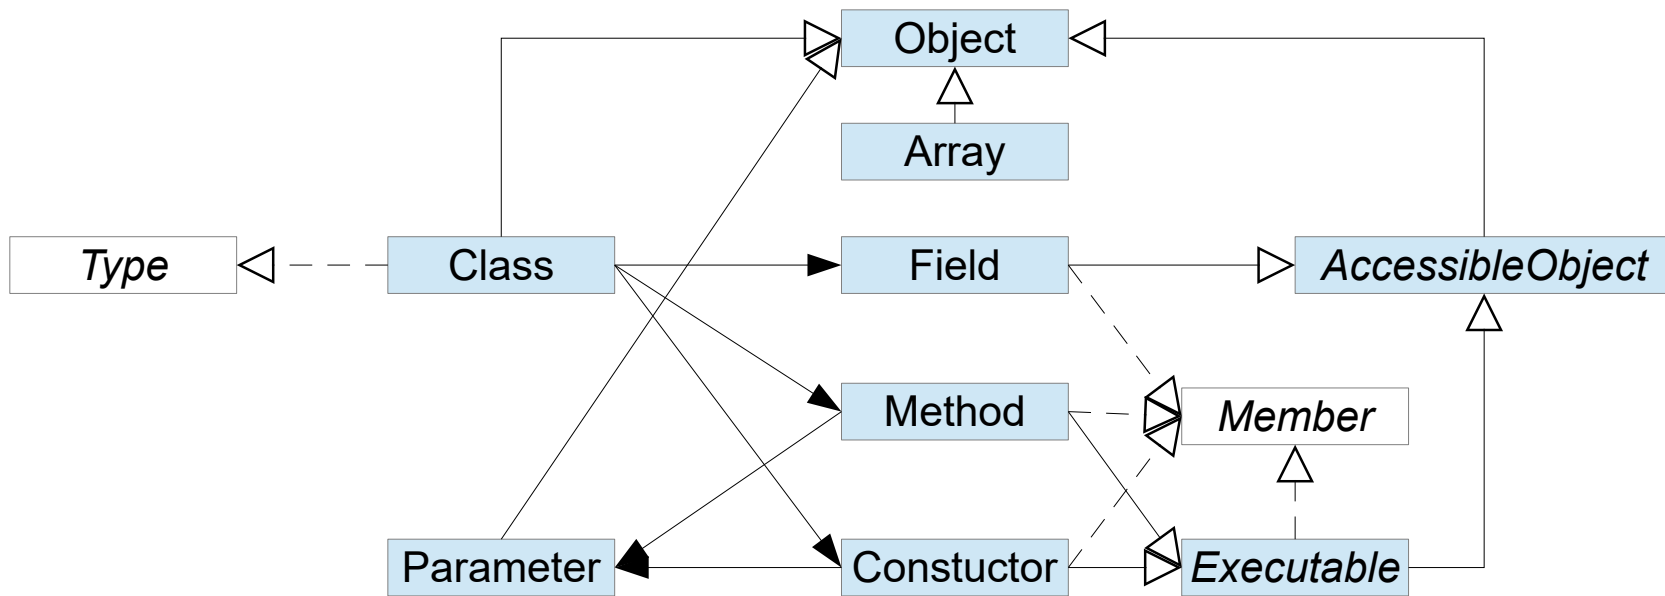 Object
Array
Type
Class
Field
AccessibleObject
Method
Member
Parameter
Constuctor
Executable